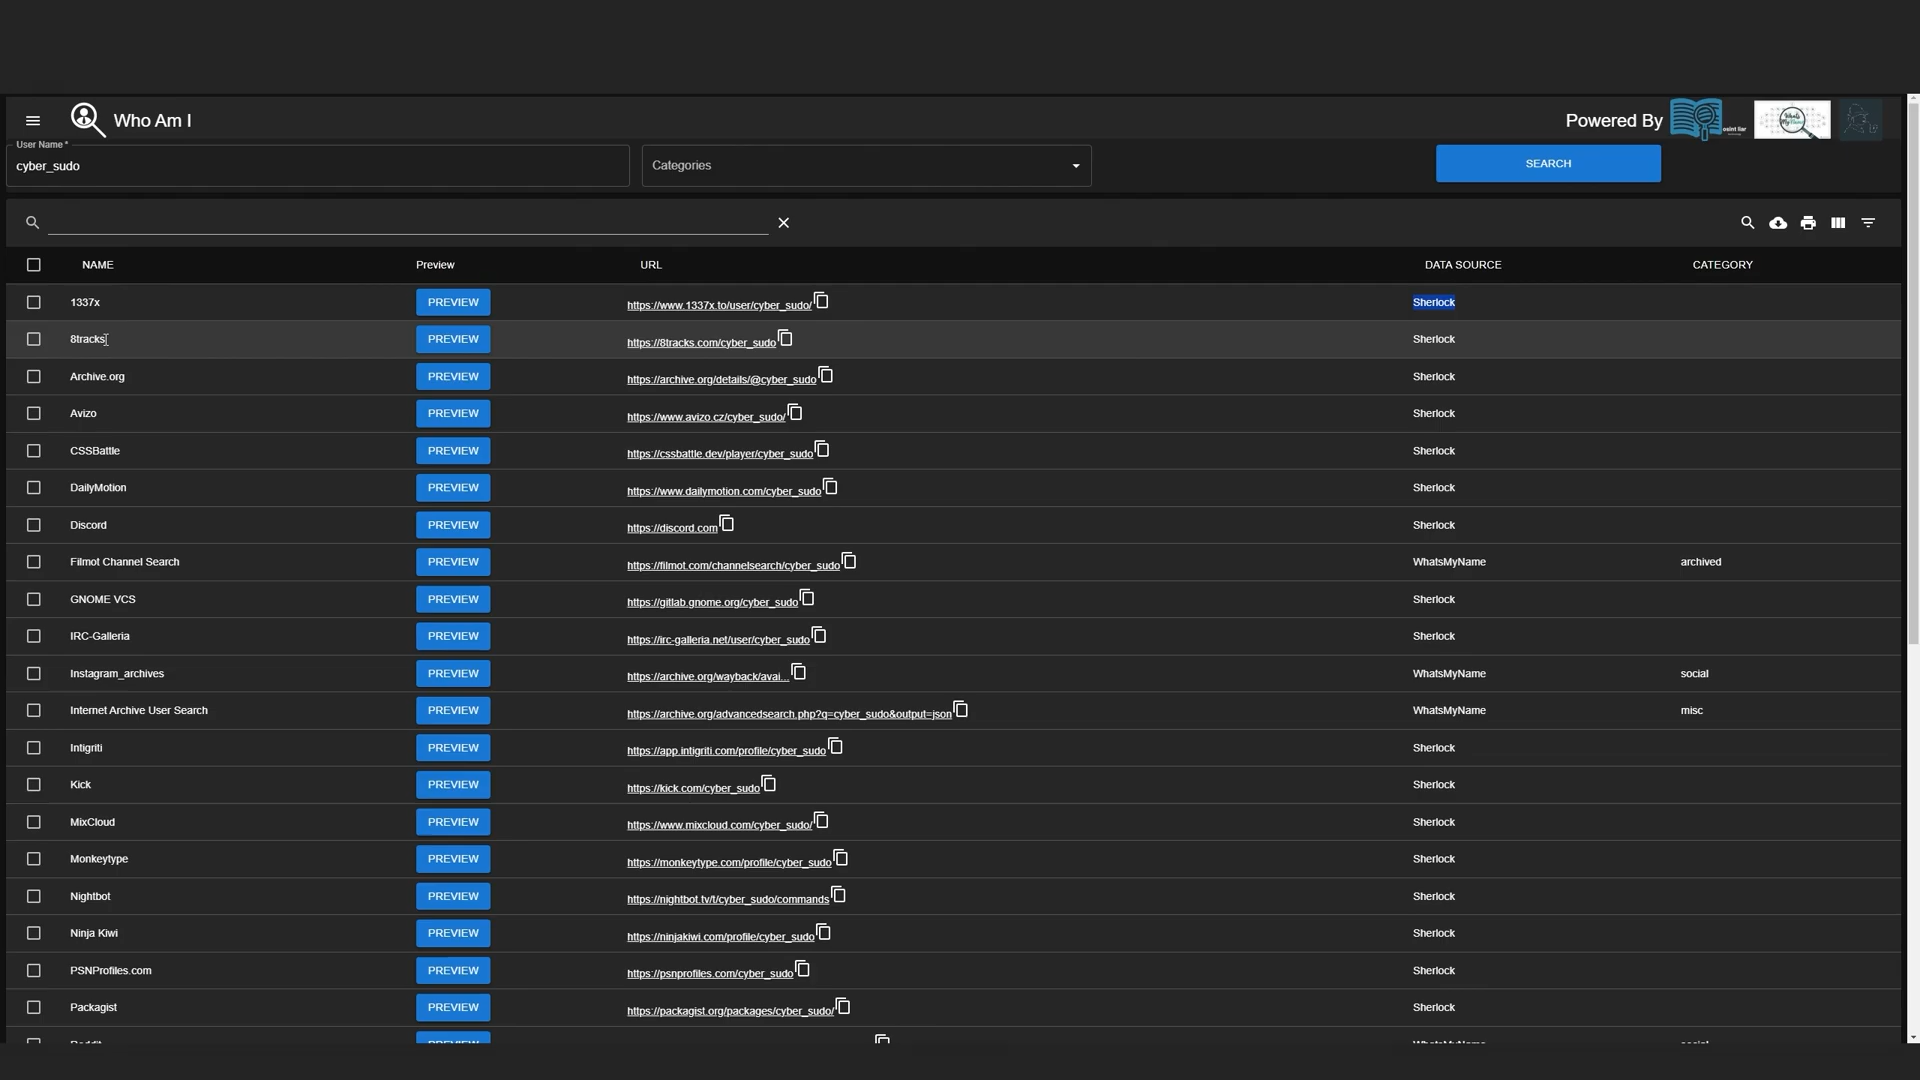 Who Am I
Powered By
osint liar
Whats My Name
User Name *
cyber_sudo
Categories
SEARCH
NAME Preview URL DATA SOURCE CATEGORY
1337x PREVIEW https://www.1337x.to/user/cyber_sudo/ Sherlock
8tracks PREVIEW https://8tracks.com/cyber_sudo Sherlock
Archive.org PREVIEW https://archive.org/details/@cyber_sudo Sherlock
Avizo PREVIEW https://www.avizo.cz/cyber_sudo/ Sherlock
CSSBattle PREVIEW https://cssbattle.dev/player/cyber_sudo Sherlock
DailyMotion PREVIEW https://www.dailymotion.com/cyber_sudo Sherlock
Discord PREVIEW https://discord.com Sherlock
Filmot Channel Search PREVIEW https://filmot.com/channelsearch/cyber_sudo WhatsMyName archived
GNOME VCS PREVIEW https://gitlab.gnome.org/cyber_sudo Sherlock
IRC-Galleria PREVIEW https://irc-galleria.net/user/cyber_sudo Sherlock
Instagram_archives PREVIEW https://archive.org/wayback/avai... WhatsMyName social
Internet Archive User Search PREVIEW https://archive.org/advancedsearch.php?q=cyber_sudo&output=json WhatsMyName misc
Intigriti PREVIEW https://app.intigriti.com/profile/cyber_sudo Sherlock
Kick PREVIEW https://kick.com/cyber_sudo Sherlock
MixCloud PREVIEW https://www.mixcloud.com/cyber_sudo/ Sherlock
Monkeytype PREVIEW https://monkeytype.com/profile/cyber_sudo Sherlock
Nightbot PREVIEW https://nightbot.tv/t/cyber_sudo/commands Sherlock
Ninja Kiwi PREVIEW https://ninjakiwi.com/profile/cyber_sudo Sherlock
PSNProfiles.com PREVIEW https://psnprofiles.com/cyber_sudo Sherlock
Packagist PREVIEW https://packagist.org/packages/cyber_sudo/ Sherlock